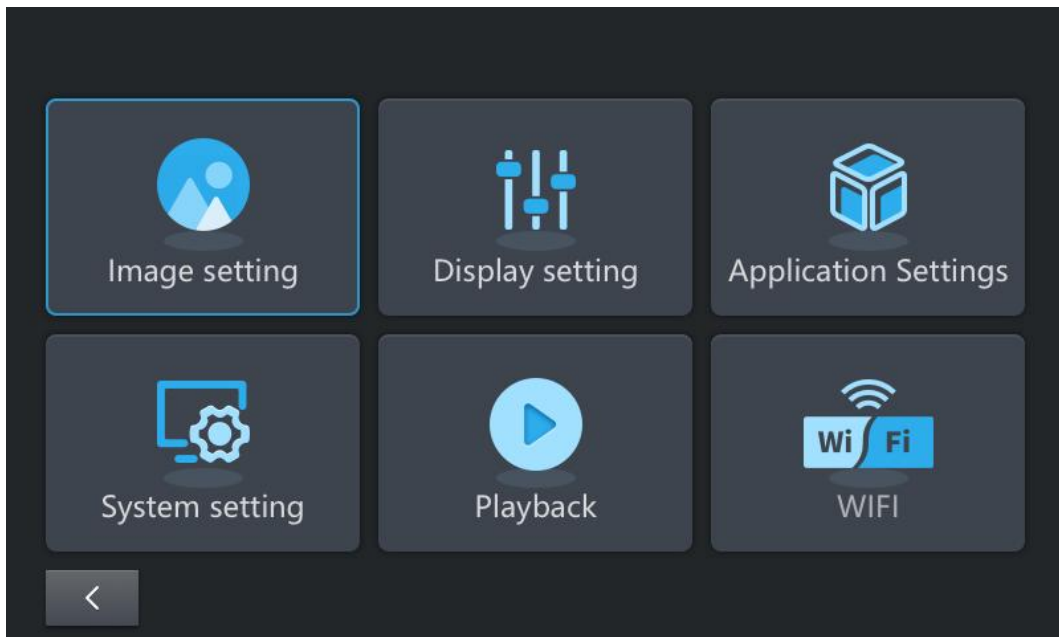 Image setting
Display setting
Application Settings
System setting
Playback
Wi Fi
WIFI